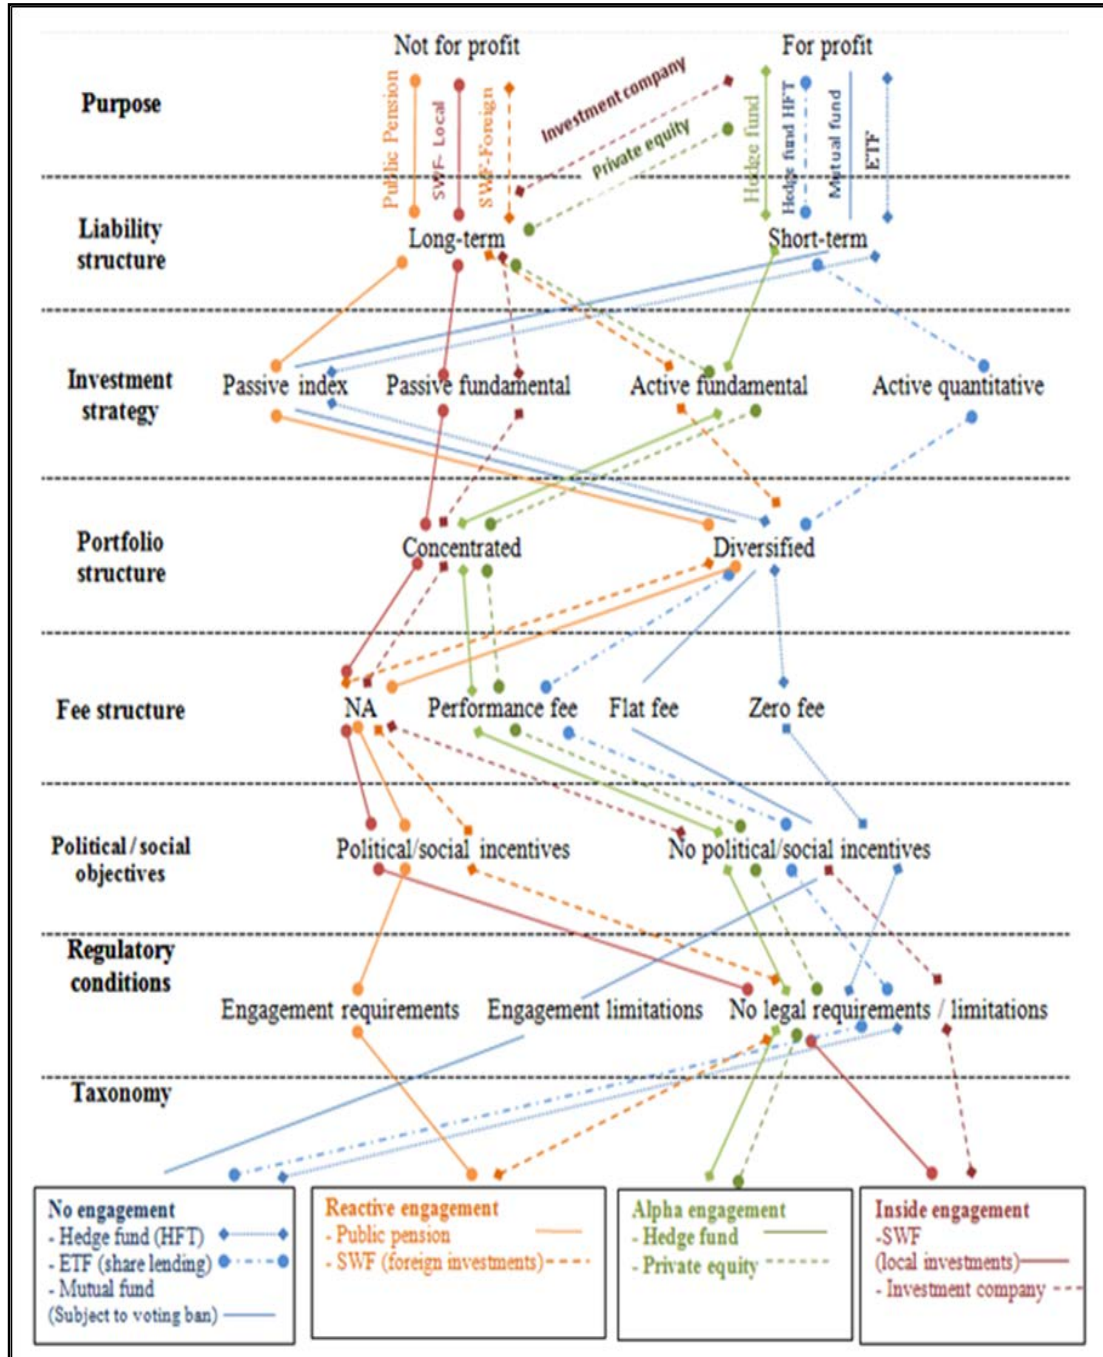 Not for profit
For profit
Purpose
Public Pension
SWF- Local
SWF-Foreign
Investment company
Private equity
Hedge fund
Hedge fund HFT
Mutual fund
ETF
Liability
structure
Long-term
Short-term
Investment
strategy
Passive index
Passive fundamental
Active fundamental
Active quantitative
Portfolio
structure
Concentrated
Diversified
Fee structure
NA
Performance fee
Flat fee
Zero fee
Political / social
objectives
Political/social incentives
No political/social incentives
Regulatory
conditions
Engagement requirements
Engagement limitations
No legal requirements / limitations
Taxonomy
No engagement
- Hedge fund (HFT)
- ETF (share lending)
- Mutual fund
(Subject to voting ban)
Reactive engagement
- Public pension
- SWF (foreign investments)
Alpha engagement
- Hedge fund
- Private equity
Inside engagement
-SWF
(local investments)
- Investment company